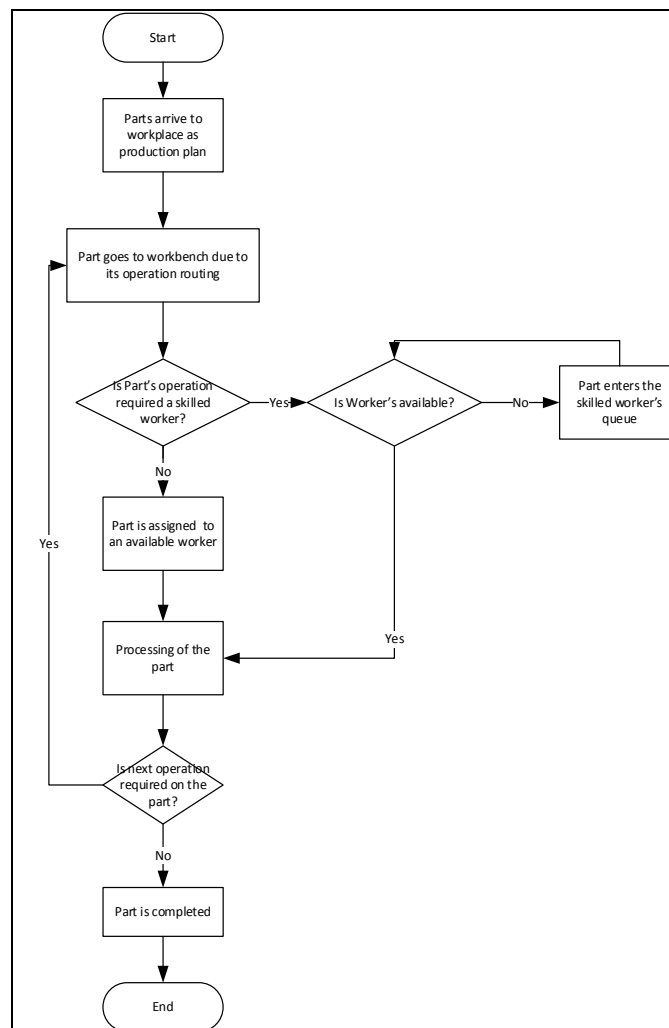 Start
Parts arrive to
workplace as
production plan
Part goes to workbench due to
its operation routing
Is Part's operation
required a skilled
worker?
Yes
Is Worker's available?
No
Part enters the
skilled worker's
queue
No
Part is assigned to
an available worker
Yes
Yes
Processing of the
part
Is next operation
required on the
part?
No
Part is completed
End